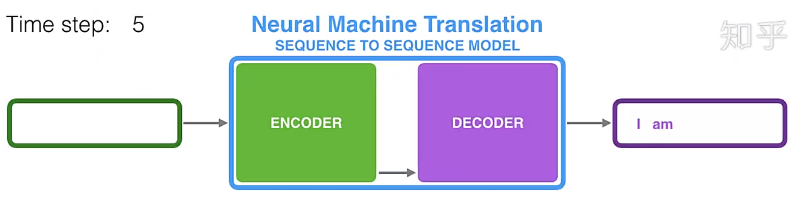 Time step: 5
Neural Machine Translation
SEQUENCE TO SEQUENCE MODEL
知乎
ENCODER
DECODER
I am